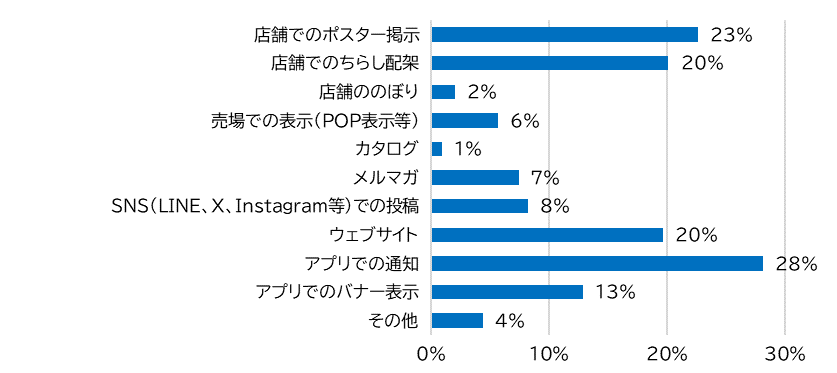 店舗でのポスター掲示 23%
店舗でのちらし配架 20%
店舗ののぼり 2%
売場での表示（POP表示等） 6%
カタログ 1%
メルマガ 7%
SNS（LINE、X、Instagram等）での投稿 8%
ウェブサイト 20%
アプリでの通知 28%
アプリでのバナー表示 13%
その他 4%
0% 10% 20% 30%